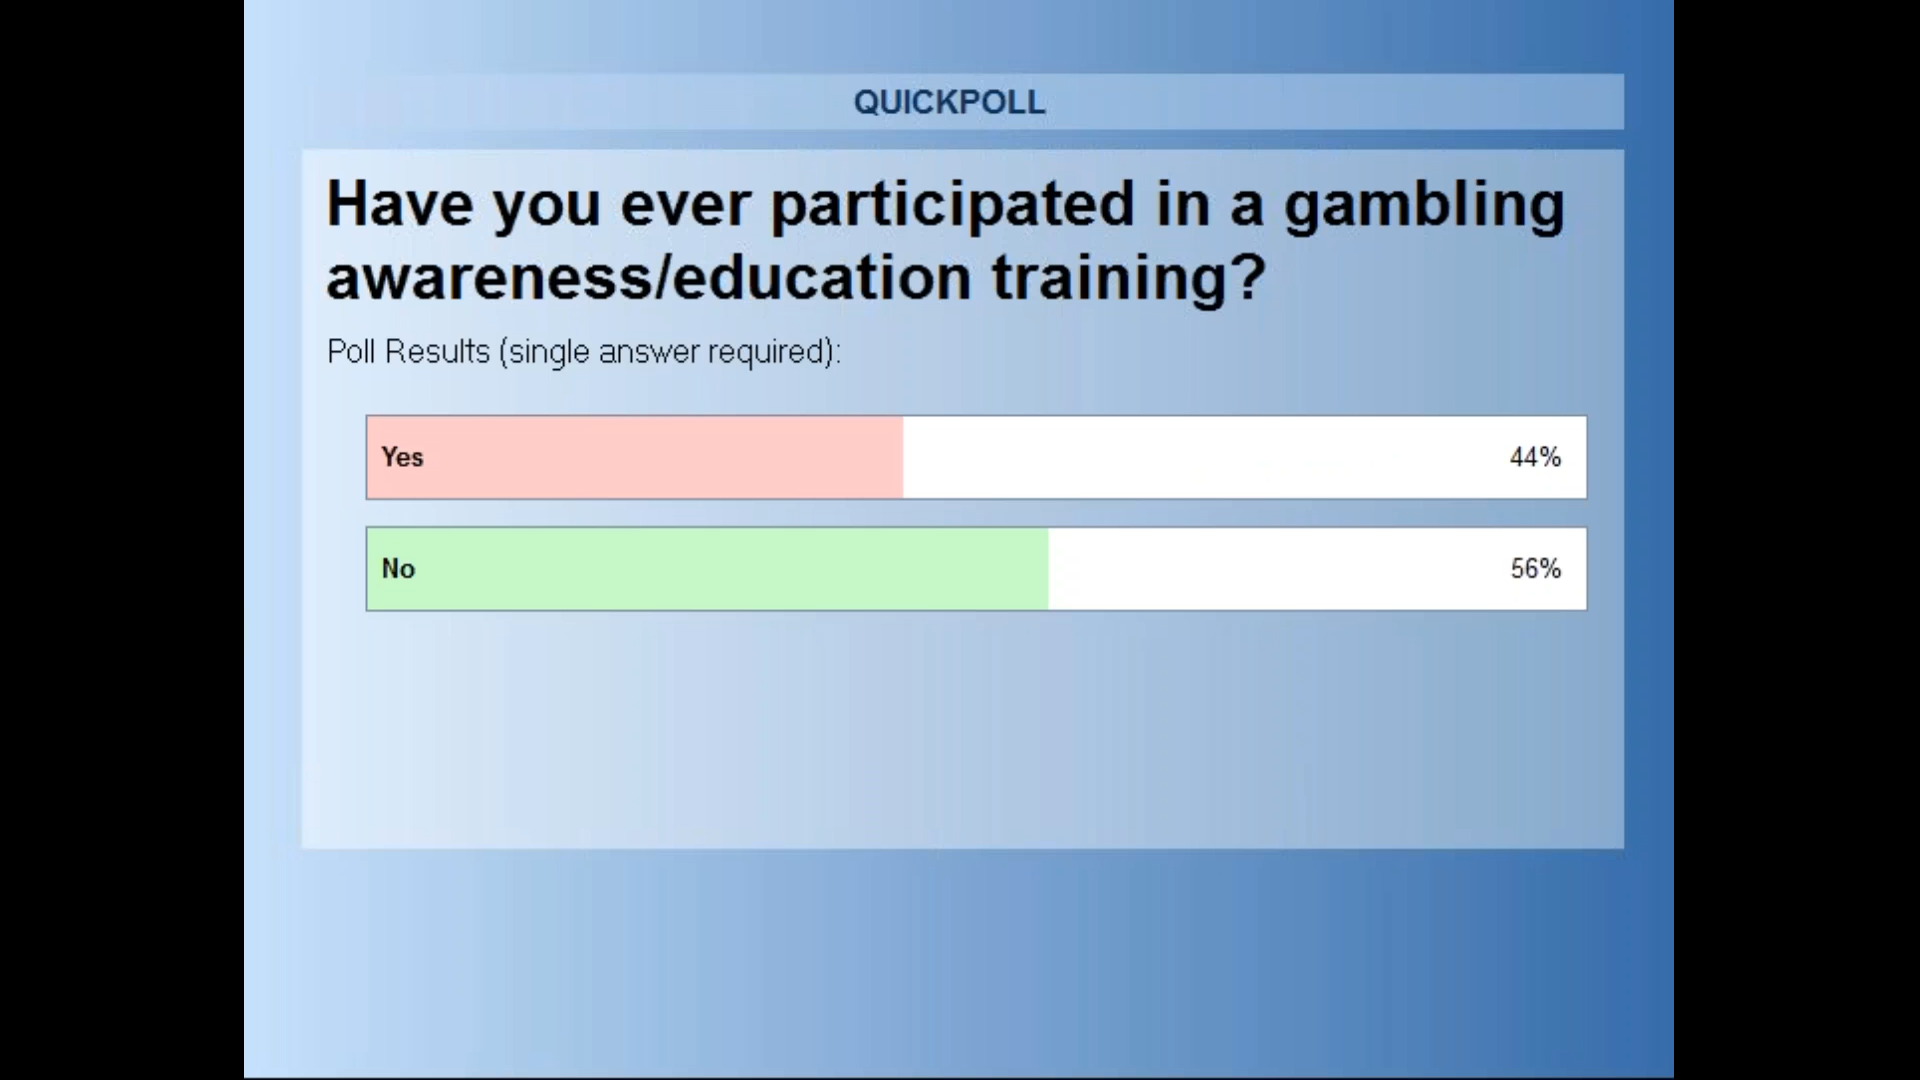 QUICKPOLL
Have you ever participated in a gambling
awareness/education training?
Poll Results (single answer required):
Yes 44%
No 56%